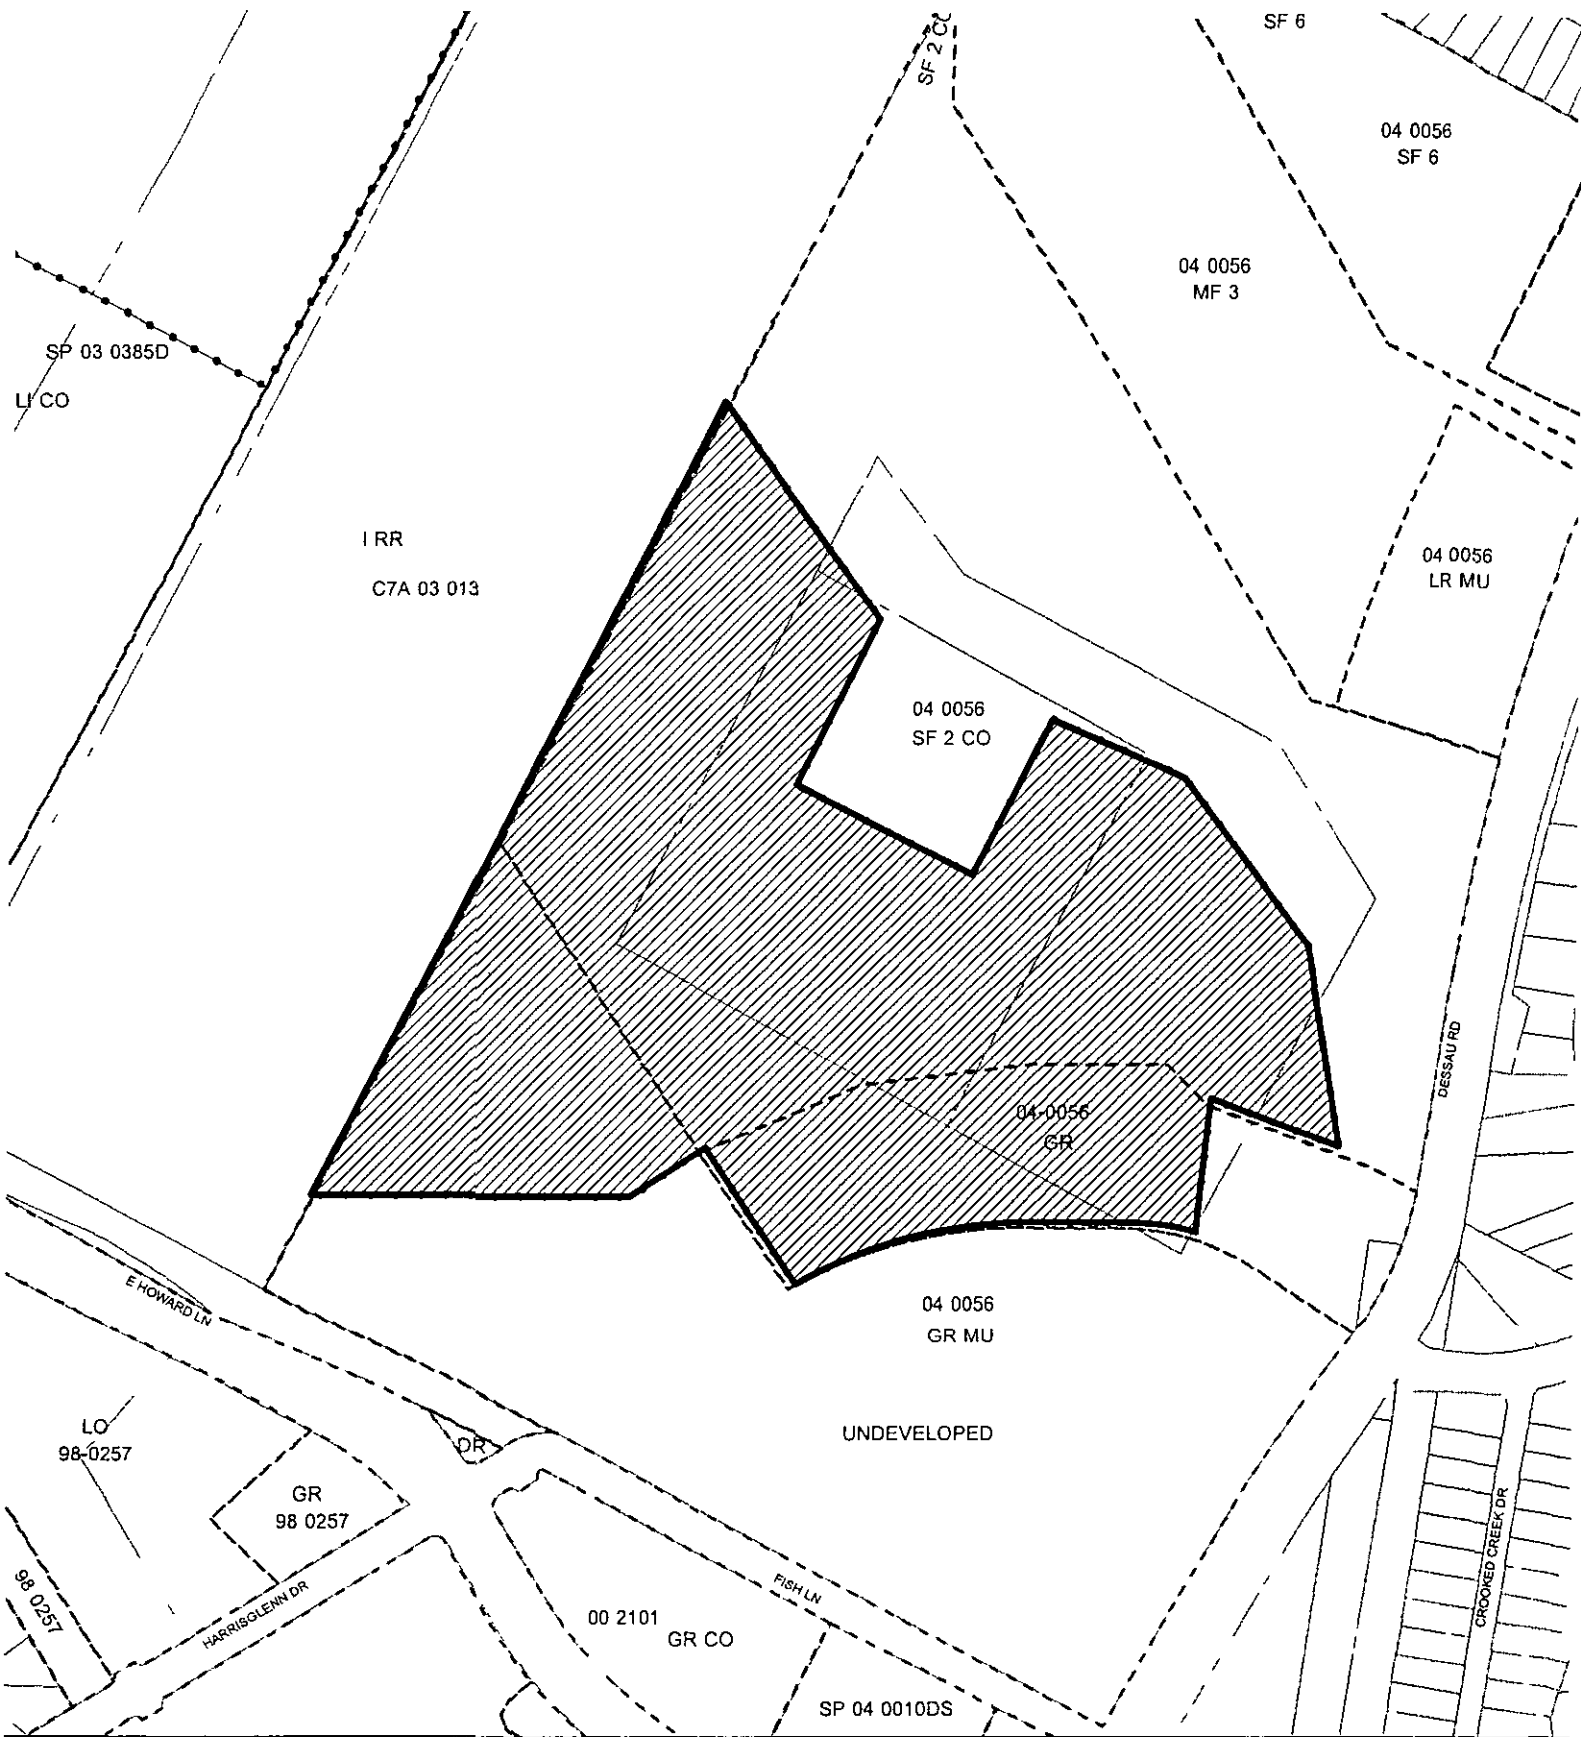 SF 6
SF 2 CO
04 0056
SF 6
04 0056
MF 3
SP 03 0385D
LI CO
I RR
C7A 03 013
04 0056
LR MU
04 0056
SF 2 CO
DESSAU RD
04-0056
GR
E HOWARD LN
04 0056
GR MU
UNDEVELOPED
LO
98-0257
DR
GR
98 0257
98 0257
HARRISGLENN DR
FISH LN
CROOKED CREEK DR
00 2101
GR CO
SP 04 0010DS